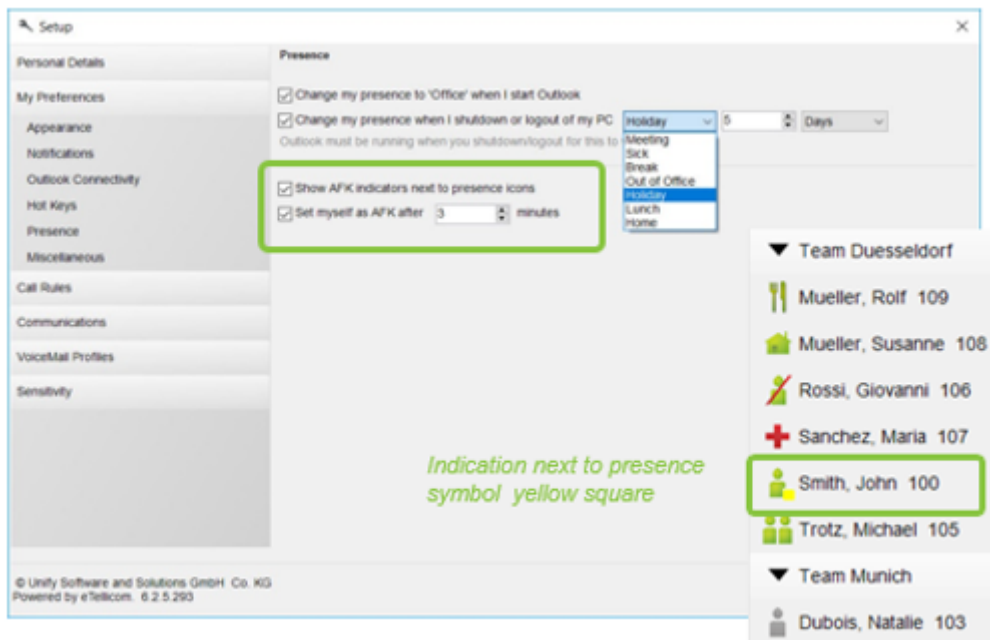 Setup
Personal Details
My Preferences
Appearance
Notifications
Outlook Connectivity
Hot Keys
Presence
Miscellaneous
Call Rules
Communications
VoiceMail Profiles
Sensitivity
© Unify Software and Solutions GmbH Co. KG
Powered by eTellicom. 6.2.5.293
Presence
Change my presence to 'Office' when I start Outlook
Change my presence when I shutdown or logout of my PC Holiday 5 Days
Outlook must be running when you shutdown/logout for this to
Meeting
Sick
Break
Out of Office
Holiday
Lunch
Home
Show AFK indicators next to presence icons
Set myself as AFK after 3 minutes
Indication next to presence
symbol yellow square
Team Duesseldorf
Mueller, Rolf 109
Mueller, Susanne 108
Rossi, Giovanni 106
Sanchez, Maria 107
Smith, John 100
Trotz, Michael 105
Team Munich
Dubois, Natalie 103